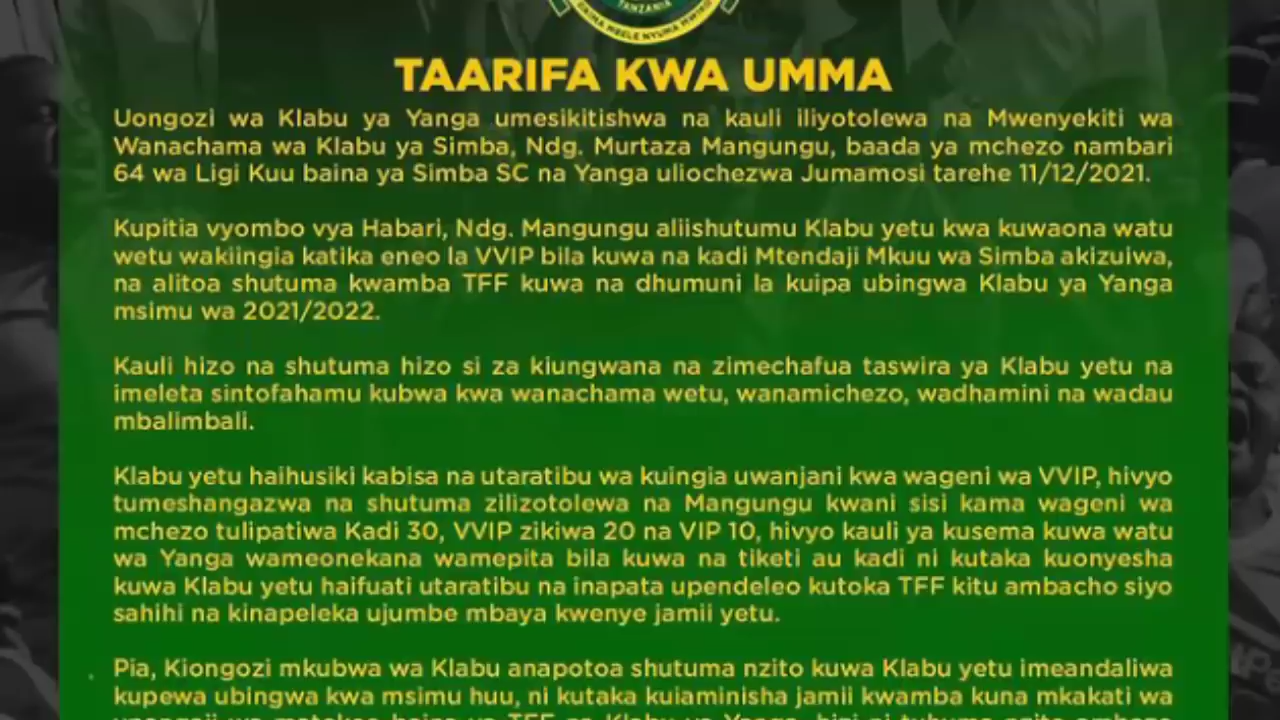 TANZANIA
DAIMA MBELE NYUMA MWIKO
TAARIFA KWA UMMA
Uongozi wa Klabu ya Yanga umesikitishwa na kauli iliyotolewa na Mwenyekiti wa
Wanachama wa Klabu ya Simba, Ndg. Murtaza Mangungu, baada ya mchezo nambari
64 wa Ligi Kuu baina ya Simba SC na Yanga uliochezwa Jumamosi tarehe 11/12/2021.
Kupitia vyombo vya Habari, Ndg. Mangungu aliishutumu Klabu yetu kwa kuwaona watu
wetu wakiingia katika eneo la VVIP bila kuwa na kadi Mtendaji Mkuu wa Simba akizuiwa,
na alitoa shutuma kwamba TFF kuwa na dhumuni la kuipa ubingwa Klabu ya Yanga
msimu wa 2021/2022.
Kauli hizo na shutuma hizo si za kiungwana na zimechafua taswira ya Klabu yetu na
imeleta sintofahamu kubwa kwa wanachama wetu, wanamichezo, wadhamini na wadau
mbalimbali.
Klabu yetu haihusiki kabisa na utaratibu wa kuingia uwanjani kwa wageni wa VVIP, hivyo
tumeshangazwa na shutuma zilizotolewa na Mangungu kwani sisi kama wageni wa
mchezo tulipatiwa Kadi 30, VVIP zikiwa 20 na VIP 10, hivyo kauli ya kusema kuwa watu
wa Yanga wameonekana wamepita bila kuwa na tiketi au kadi ni kutaka kuonyesha
kuwa Klabu yetu haifuati utaratibu na inapata upendeleo kutoka TFF kitu ambacho siyo
sahihi na kinapeleka ujumbe mbaya kwenye jamii yetu.
Pia, Kiongozi mkubwa wa Klabu anapotoa shutuma nzito kuwa Klabu yetu imeandaliwa
kupewa ubingwa kwa msimu huu, ni kutaka kuiaminisha jamii kwamba kuna mkakati wa